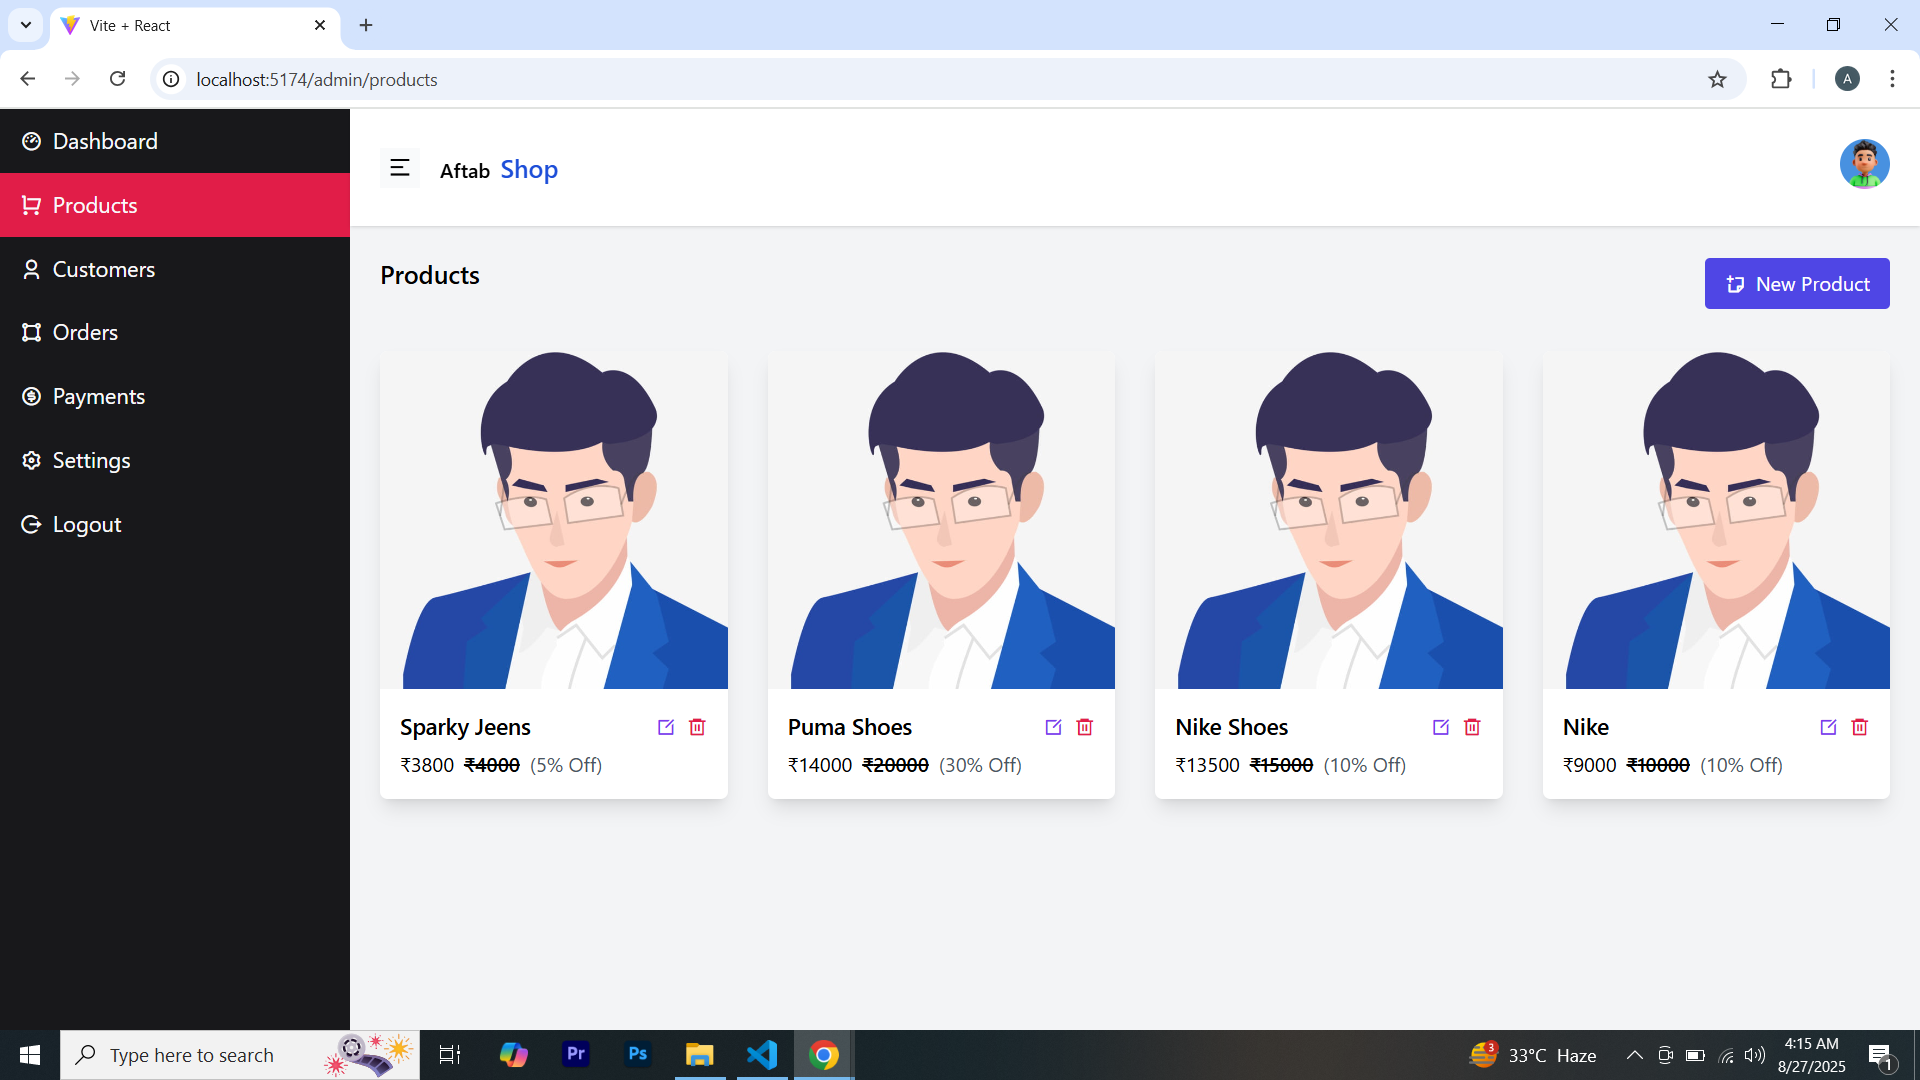 Vite + React
localhost:5174/admin/products
Dashboard
Products
Customers
Orders
Payments
Settings
Logout
Aftab Shop
A
Products
New Product
Sparky Jeens
₹3800 ₹4000 (5% Off)
Puma Shoes
₹14000 ₹20000 (30% Off)
Nike Shoes
₹13500 ₹15000 (10% Off)
Nike
₹9000 ₹10000 (10% Off)
Type here to search
Pr
Ps
3
33°C Haze
4:15 AM
8/27/2025
1